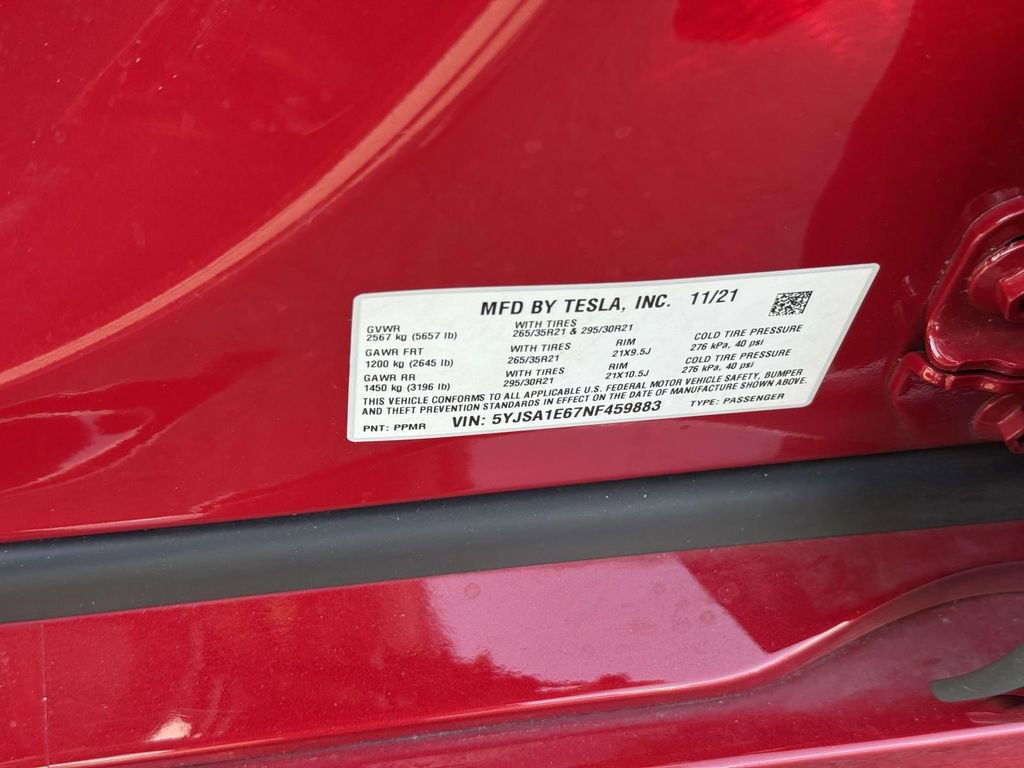 MFD BY TESLA, INC. 11/21
GVWR
2567 kg (5657 lb)
WITH TIRES
265/35R21 & 295/30R21
GAWR FRT
1200 kg (2645 lb)
WITH TIRES
265/35R21
RIM
21X9.5J
COLD TIRE PRESSURE
276 kPa, 40 psi
GAWR RR
1450 kg (3196 lb)
WITH TIRES
295/30R21
RIM
21X10.5J
COLD TIRE PRESSURE
276 kPa, 40 psi
THIS VEHICLE CONFORMS TO ALL APPLICABLE U.S. FEDERAL MOTOR VEHICLE SAFETY, BUMPER
AND THEFT PREVENTION STANDARDS IN EFFECT ON THE DATE OF MANUFACTURE SHOWN ABOVE.
PNT: PPMR VIN: 5YJSA1E67NF459883 TYPE: PASSENGER